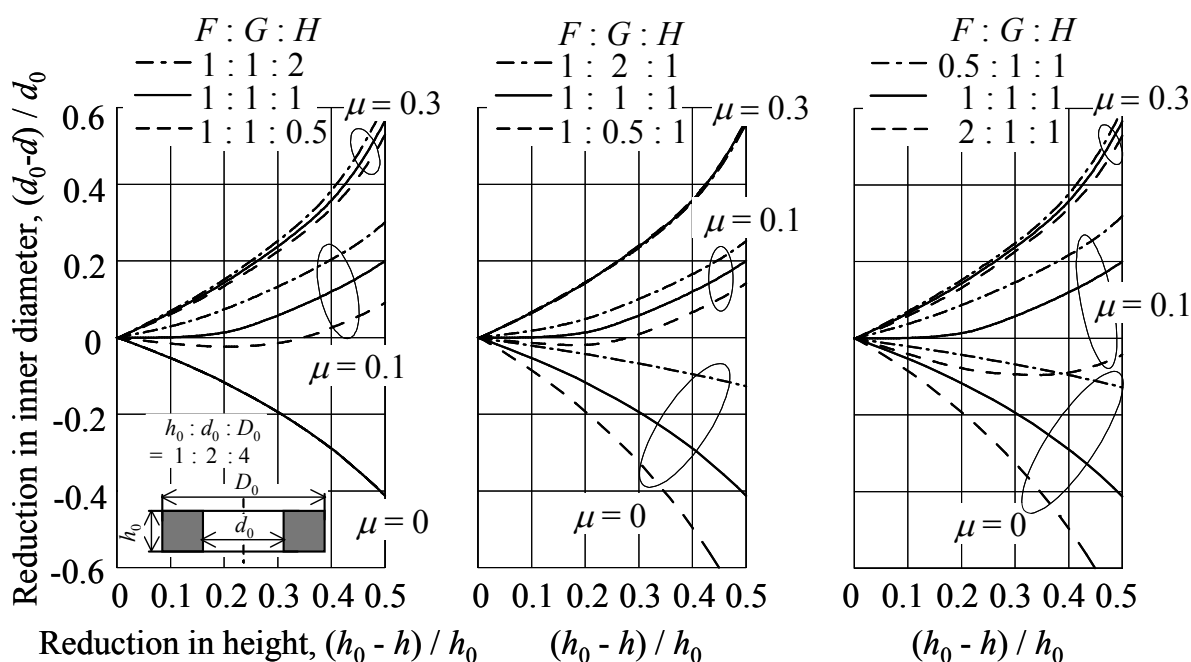 F : G : H
1 : 1 : 2
1 : 1 : 1
1 : 1 : 0.5
μ = 0.3
0.6
0.4
0.2
0
-0.2
-0.4
-0.6
Reduction in inner diameter, (d0-d) / d0
μ = 0.1
h0 : d0 : D0
= 1 : 2 : 4
D0
h0
d0
μ = 0
0 0.1 0.2 0.3 0.4 0.5
Reduction in height, (h0 - h) / h0
F : G : H
1 : 2 : 1
1 : 1 : 1
1 : 0.5 : 1
μ = 0.3
μ = 0.1
μ = 0
0 0.1 0.2 0.3 0.4 0.5
(h0 - h) / h0
F : G : H
0.5 : 1 : 1
1 : 1 : 1
2 : 1 : 1
μ = 0.3
μ = 0.1
μ = 0
0 0.1 0.2 0.3 0.4 0.5
(h0 - h) / h0